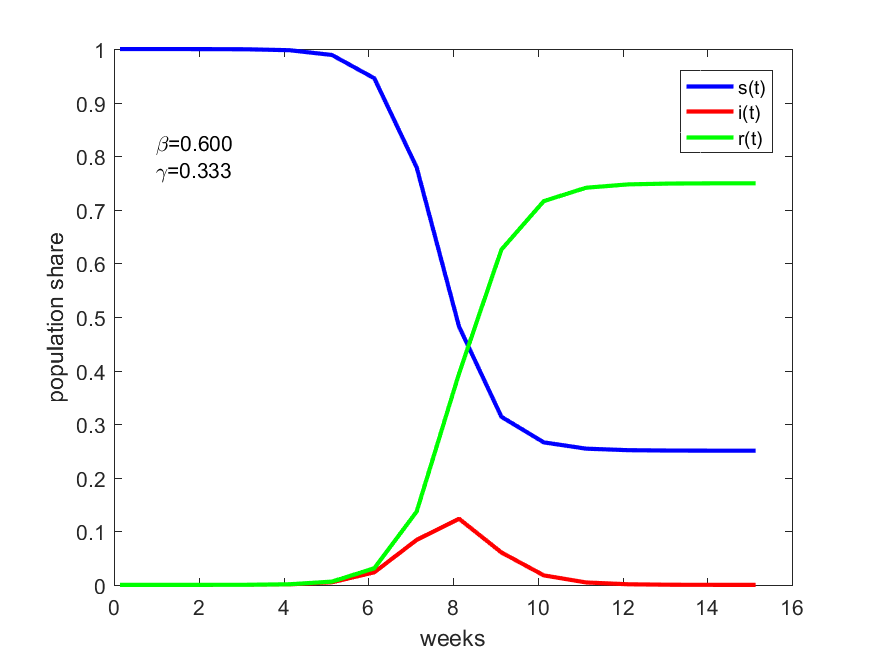 1
0.9
0.8
0.7
0.6
0.5
0.4
0.3
0.2
0.1
0
population share
β=0.600
γ=0.333
s(t)
i(t)
r(t)
0 2 4 6 8 10 12 14 16
weeks